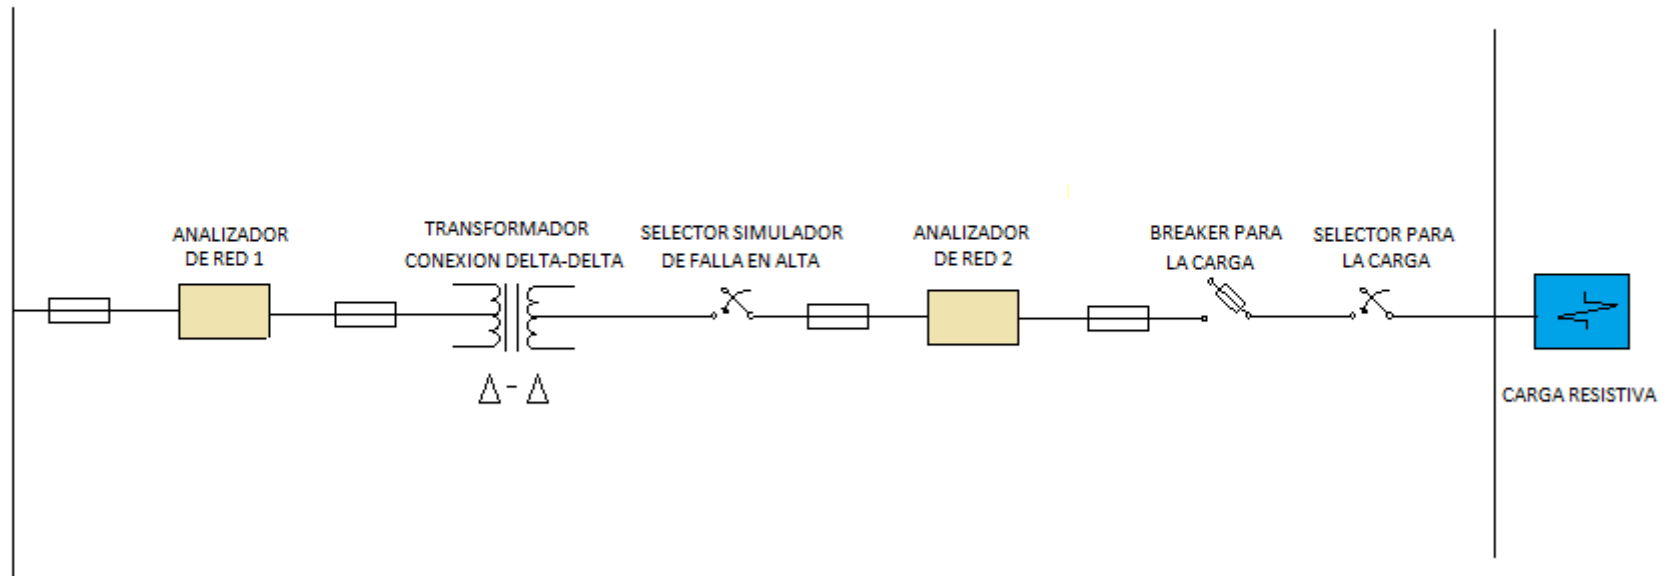 ANALIZADOR
DE RED 1
TRANSFORMADOR
CONEXION DELTA-DELTA
SELECTOR SIMULADOR
DE FALLA EN ALTA
ANALIZADOR
DE RED 2
BREAKER PARA
LA CARGA
SELECTOR PARA
LA CARGA
Δ - Δ
CARGA RESISTIVA